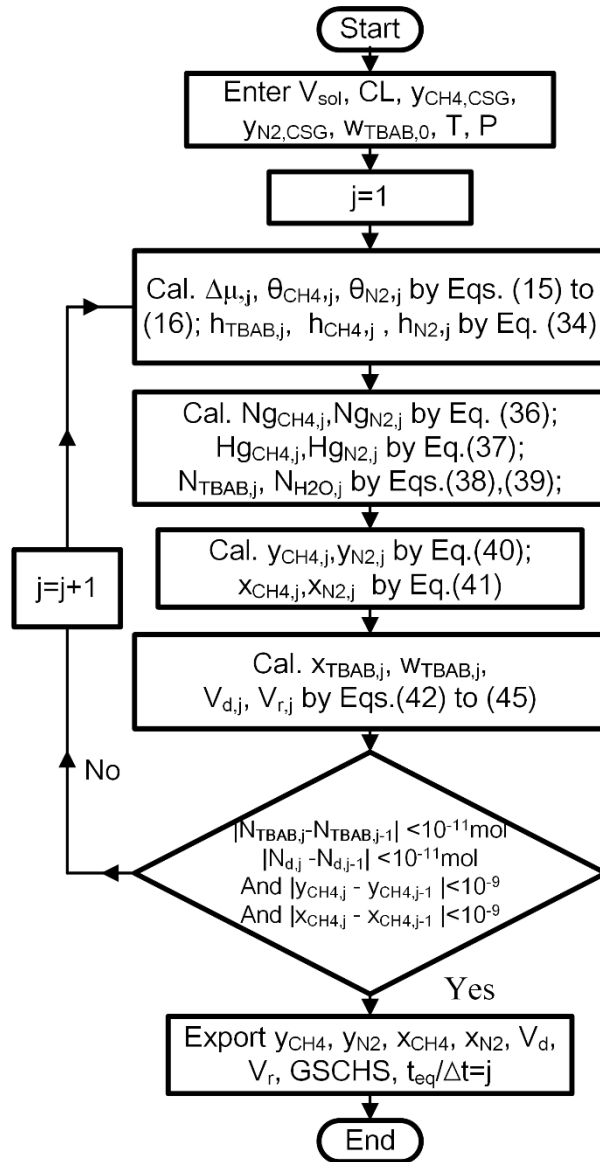 Start
Enter V_sol, CL, y_CH4,CSG,
y_N2,CSG, w_TBAB,0, T, P
j=1
Cal. Δμ,j, θ_CH4,j, θ_N2,j by Eqs. (15) to
(16); h_TBAB,j, h_CH4,j , h_N2,j by Eq. (34)
Cal. Ng_CH4,j,Ng_N2,j by Eq. (36);
Hg_CH4,j,Hg_N2,j by Eq.(37);
N_TBAB,j, N_H2O,j by Eqs.(38),(39);
Cal. y_CH4,j,y_N2,j by Eq.(40);
x_CH4,j,x_N2,j by Eq.(41)
j=j+1
Cal. x_TBAB,j, w_TBAB,j,
V_d,j, V_r,j by Eqs.(42) to (45)
No
|N_TBAB,j-N_TBAB,j-1| <10^-11mol
|N_d,j -N_d,j-1| <10^-11mol
And |y_CH4,j - y_CH4,j-1 |<10^-9
And |x_CH4,j - x_CH4,j-1 |<10^-9
Yes
Export y_CH4, y_N2, x_CH4, x_N2, V_d,
V_r, GSCHS, t_eq/Δt=j
End